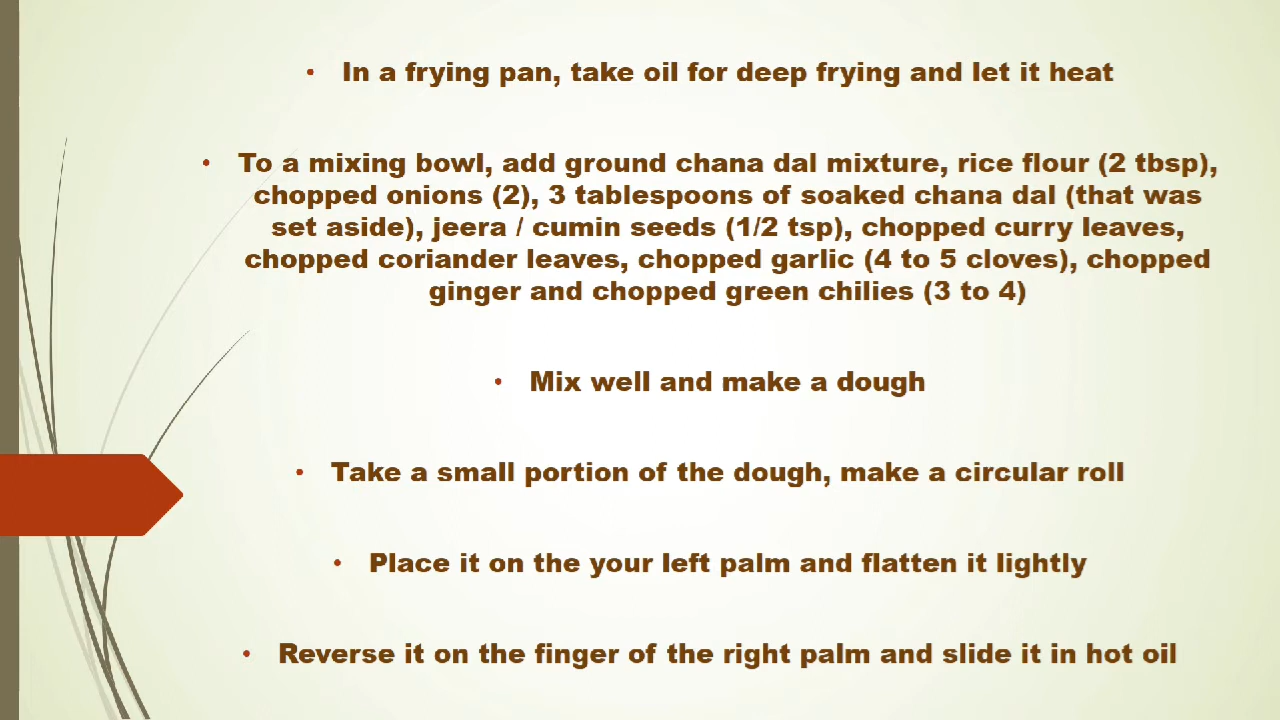 • In a frying pan, take oil for deep frying and let it heat
• To a mixing bowl, add ground chana dal mixture, rice flour (2 tbsp),
chopped onions (2), 3 tablespoons of soaked chana dal (that was
set aside), jeera / cumin seeds (1/2 tsp), chopped curry leaves,
chopped coriander leaves, chopped garlic (4 to 5 cloves), chopped
ginger and chopped green chilies (3 to 4)
• Mix well and make a dough
• Take a small portion of the dough, make a circular roll
• Place it on the your left palm and flatten it lightly
• Reverse it on the finger of the right palm and slide it in hot oil